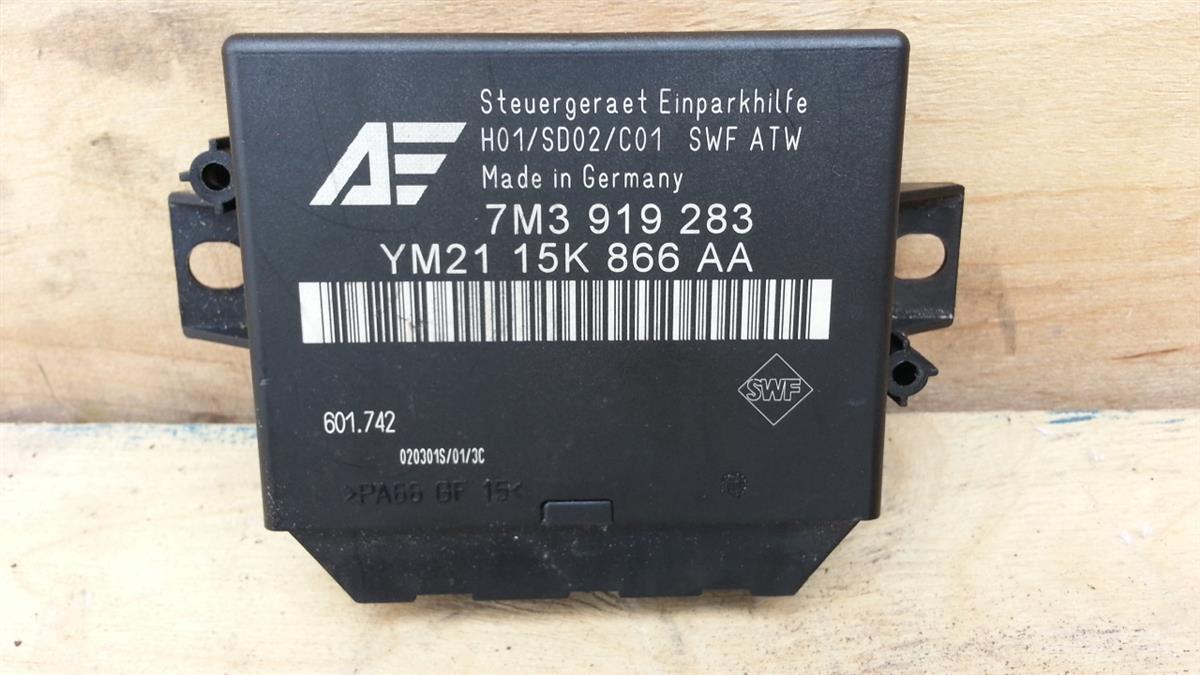 AE
Steuergeraet Einparkhilfe
H01/SD02/C01 SWF ATW
Made in Germany
7M3 919 283
YM21 15K 866 AA
SWF
601.742
020301S/01/3C
>PA66 GF 15<